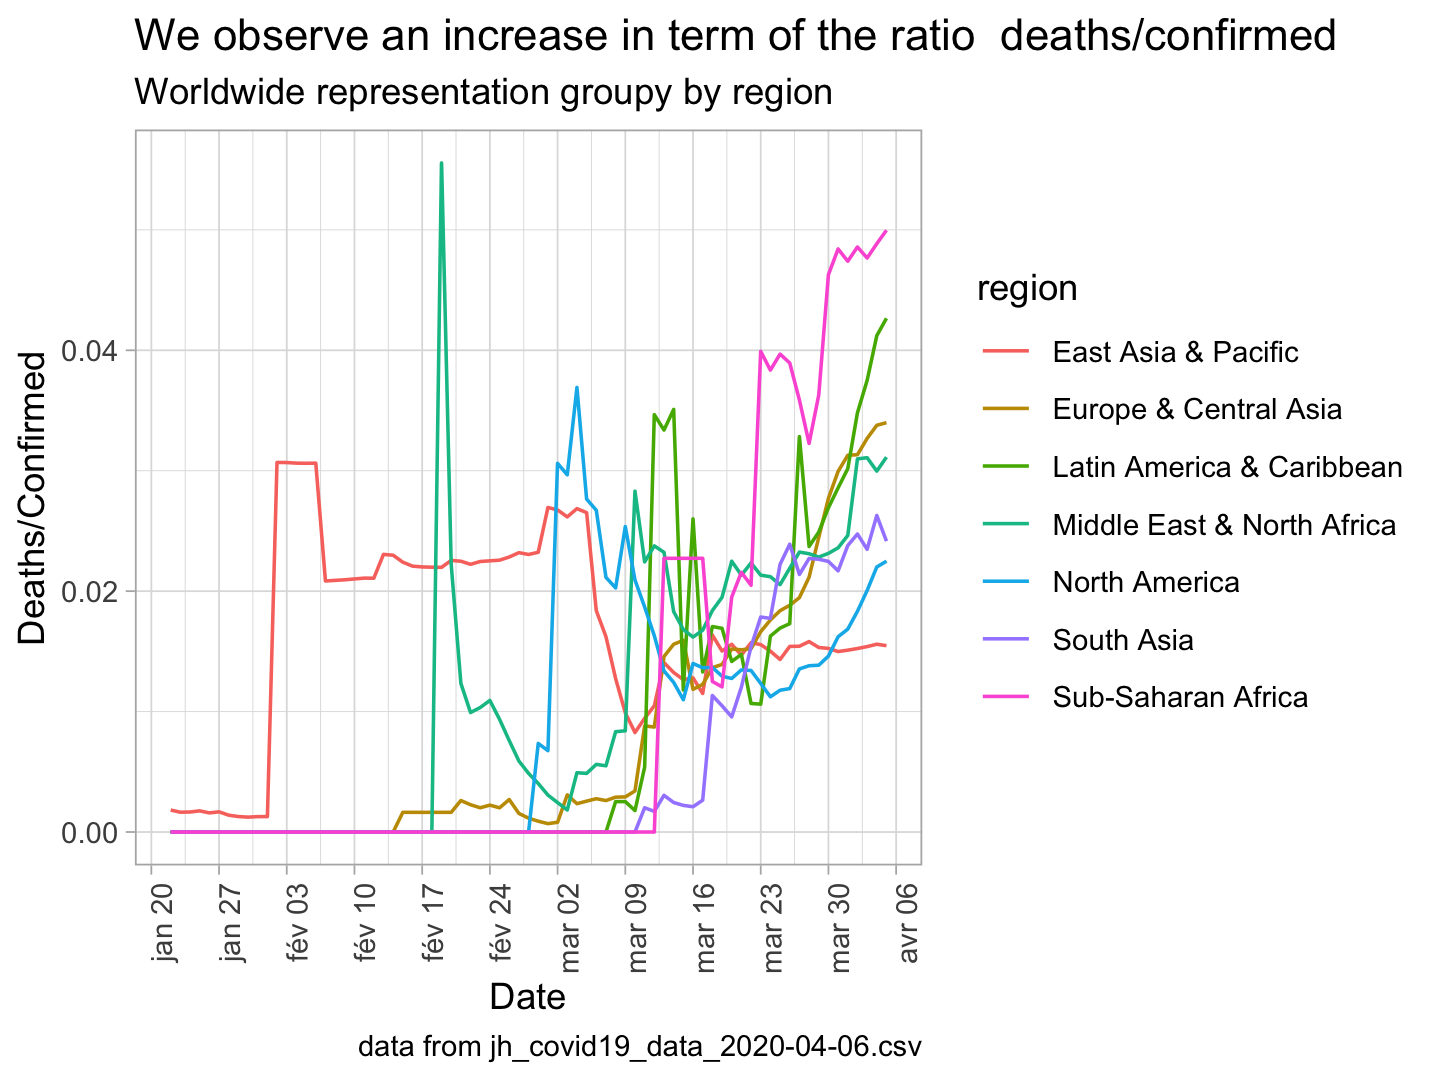 We observe an increase in term of the ratio  deaths/confirmed
Worldwide representation groupy by region
Deaths/Confirmed
0.04
0.02
0.00
jan 20
jan 27
fév 03
fév 10
fév 17
fév 24
mar 02
mar 09
mar 16
mar 23
mar 30
avr 06
Date
region
East Asia & Pacific
Europe & Central Asia
Latin America & Caribbean
Middle East & North Africa
North America
South Asia
Sub-Saharan Africa
data from jh_covid19_data_2020-04-06.csv